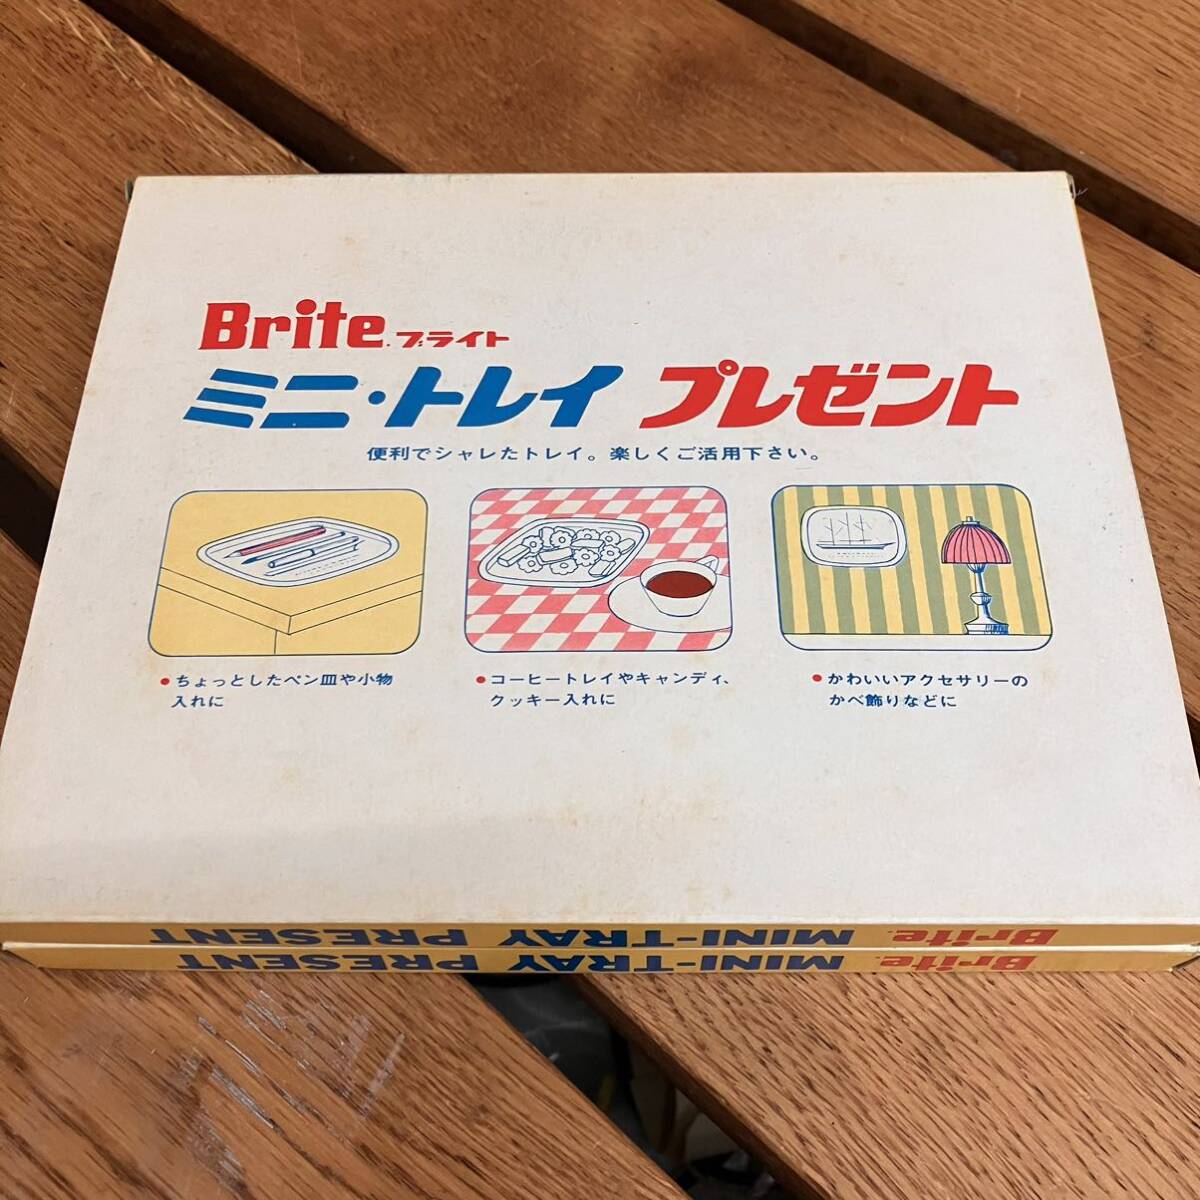 Brite. ブライト
ミニ・トレイ プレゼント
便利でシャレたトレイ。楽しくご活用下さい。
●ちょっとしたペン皿や小物
入れに
●コーヒートレイやキャンディ、
クッキー入れに
●かわいいアクセサリーの
かべ飾りなどに
Brite. MINI-TRAY PRESENT
Brite. MINI-TRAY PRESENT